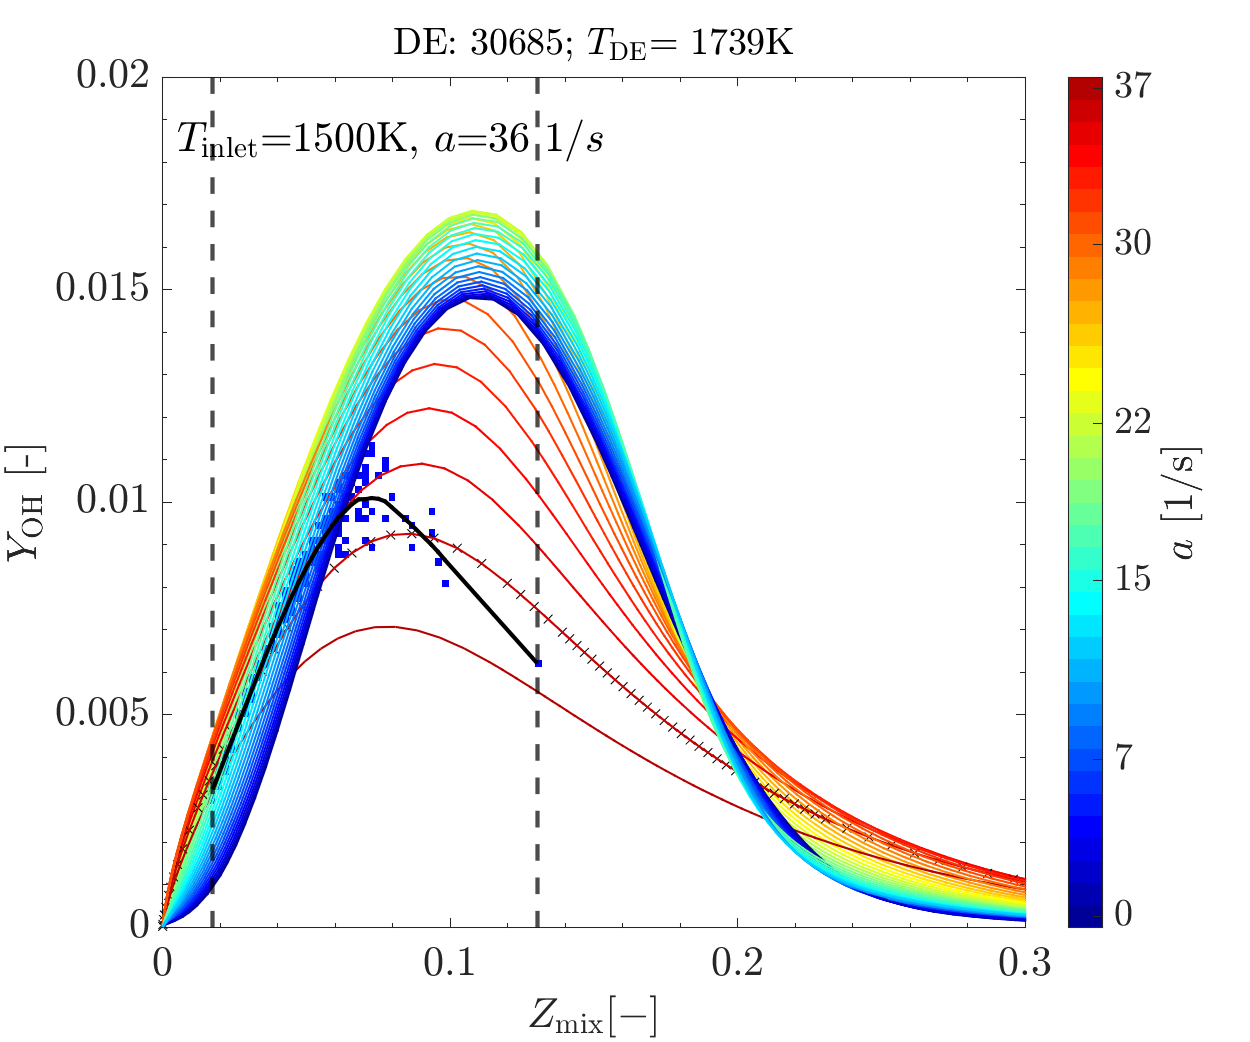 DE: 30685; T_DE= 1739K
T_inlet=1500K, a=36 1/s
0.02
0.015
0.01
0.005
0
Y_OH [-]
0 0.1 0.2 0.3
Z_mix[−]
37
30
22
15
7
0
a [1/s]